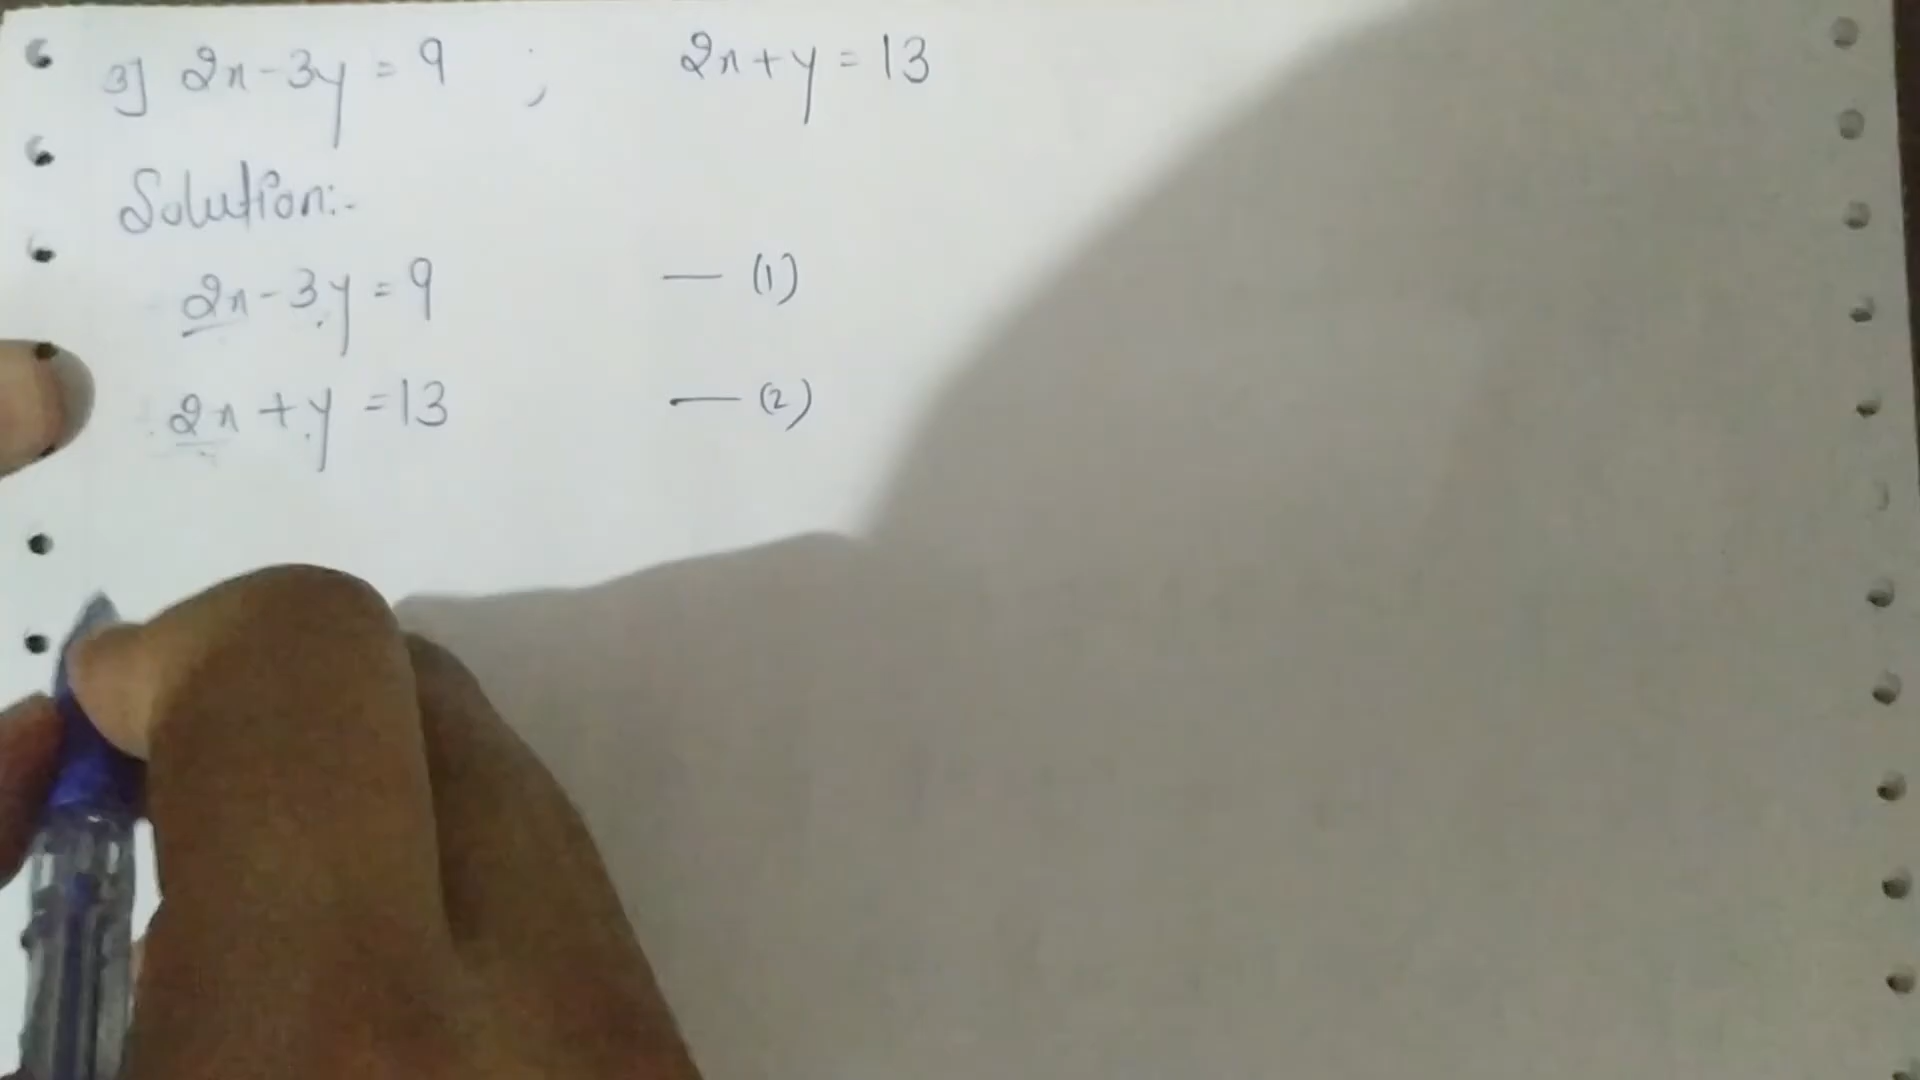 3] 2x - 3y = 9 ; 2x + y = 13
Solution:-
2x - 3y = 9 — (1)
2x + y = 13 — (2)